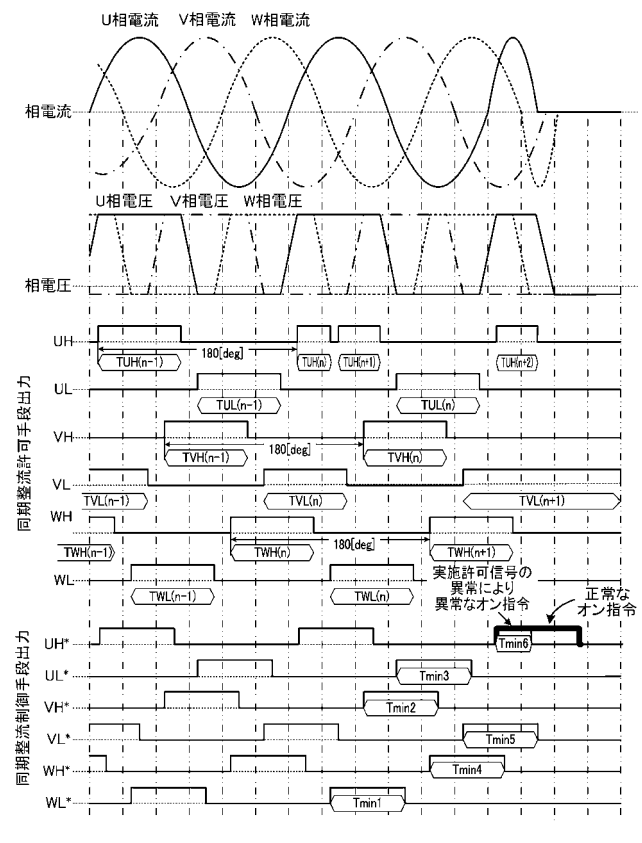 U相電流 V相電流 W相電流
相電流
U相電圧 V相電圧 W相電圧
相電圧
同期整流許可手段出力
UH
TUH(n-1)
180[deg]
TUH(n)
TUH(n+1)
TUH(n+2)
UL
TUL(n-1)
TUL(n)
VH
TVH(n-1)
180[deg]
TVH(n)
VL
TVL(n-1)
TVL(n)
TVL(n+1)
WH
TWH(n-1)
TWH(n)
180[deg]
TWH(n+1)
WL
TWL(n-1)
TWL(n)
実施許可信号の
異常により
異常なオン指令
正常な
オン指令
同期整流制御手段出力
UH*
Tmin6
UL*
Tmin3
VH*
Tmin2
VL*
Tmin5
WH*
Tmin4
WL*
Tmin1